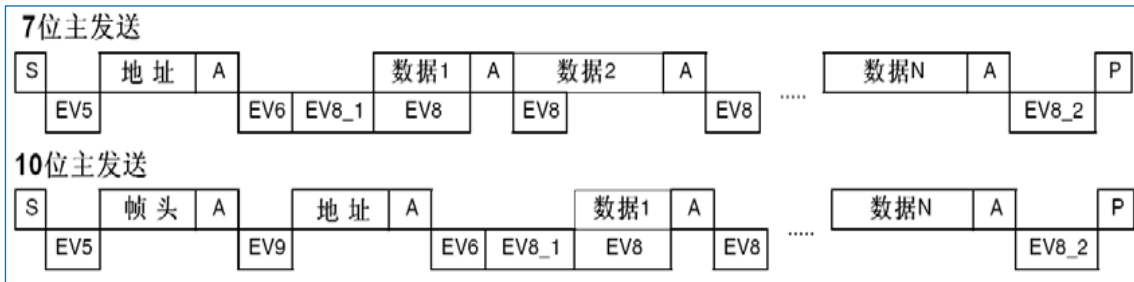 7位主发送
S 地址 A 数据1 A 数据2 A ..... 数据N A P
EV5 EV6 EV8_1 EV8 EV8 EV8 EV8_2
10位主发送
S 帧头 A 地址 A 数据1 A ..... 数据N A P
EV5 EV9 EV6 EV8_1 EV8 EV8 EV8_2